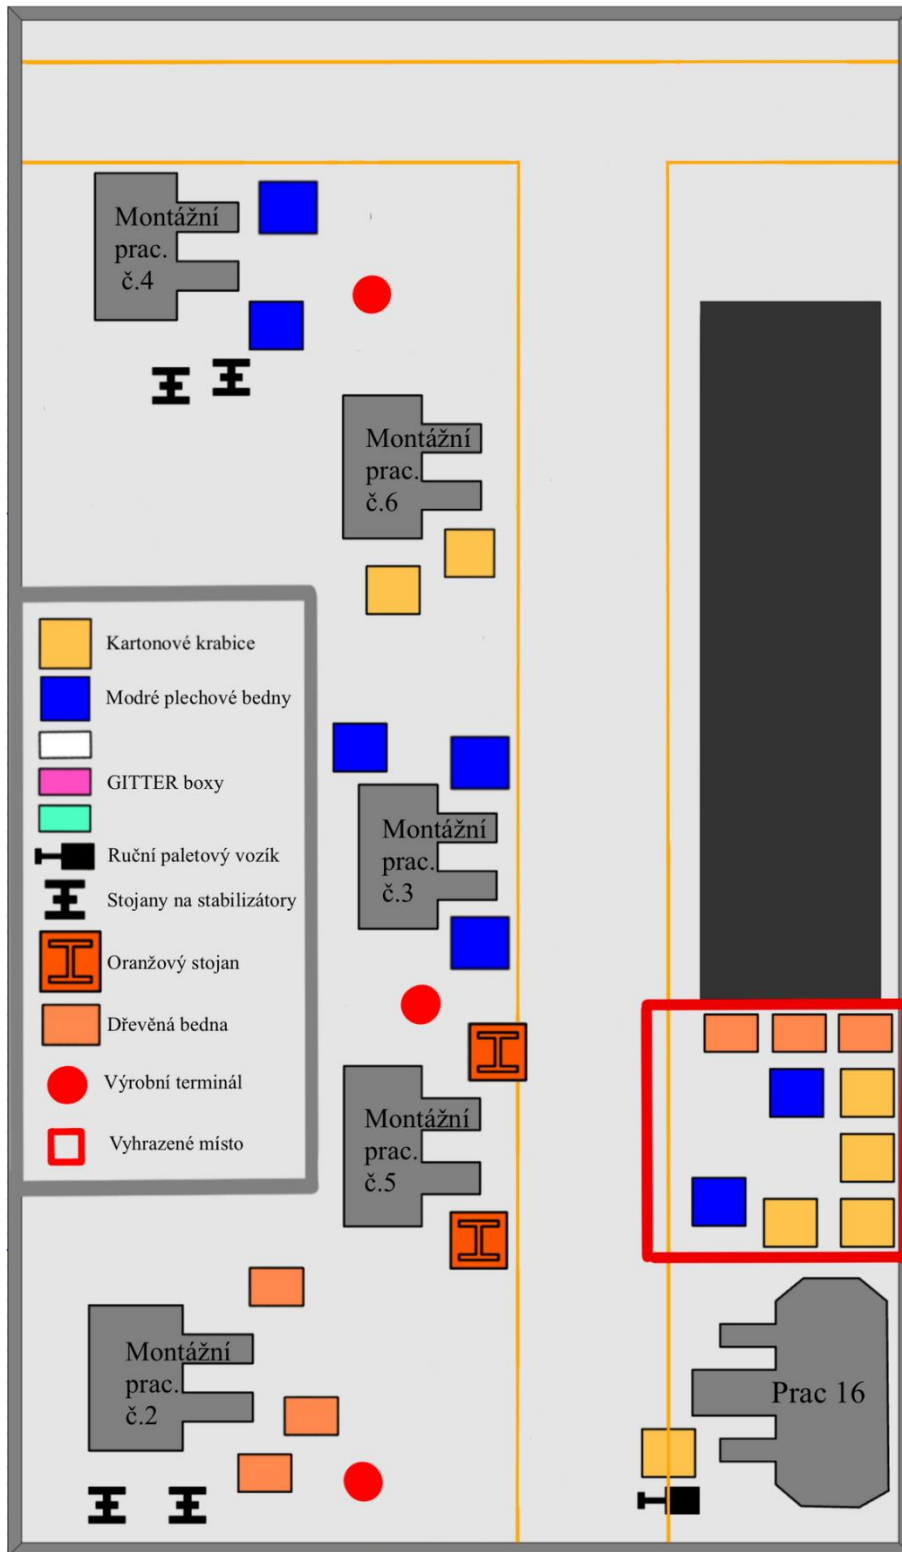 Montážní
prac.
č.4
Montážní
prac.
č.6
Kartonové krabice
Modré plechové bedny
GITTER boxy
Ruční paletový vozík
Stojany na stabilizátory
Oranžový stojan
Dřevěná bedna
Výrobní terminál
Vyhrazené místo
Montážní
prac.
č.3
Montážní
prac.
č.5
Montážní
prac.
č.2
Prac 16